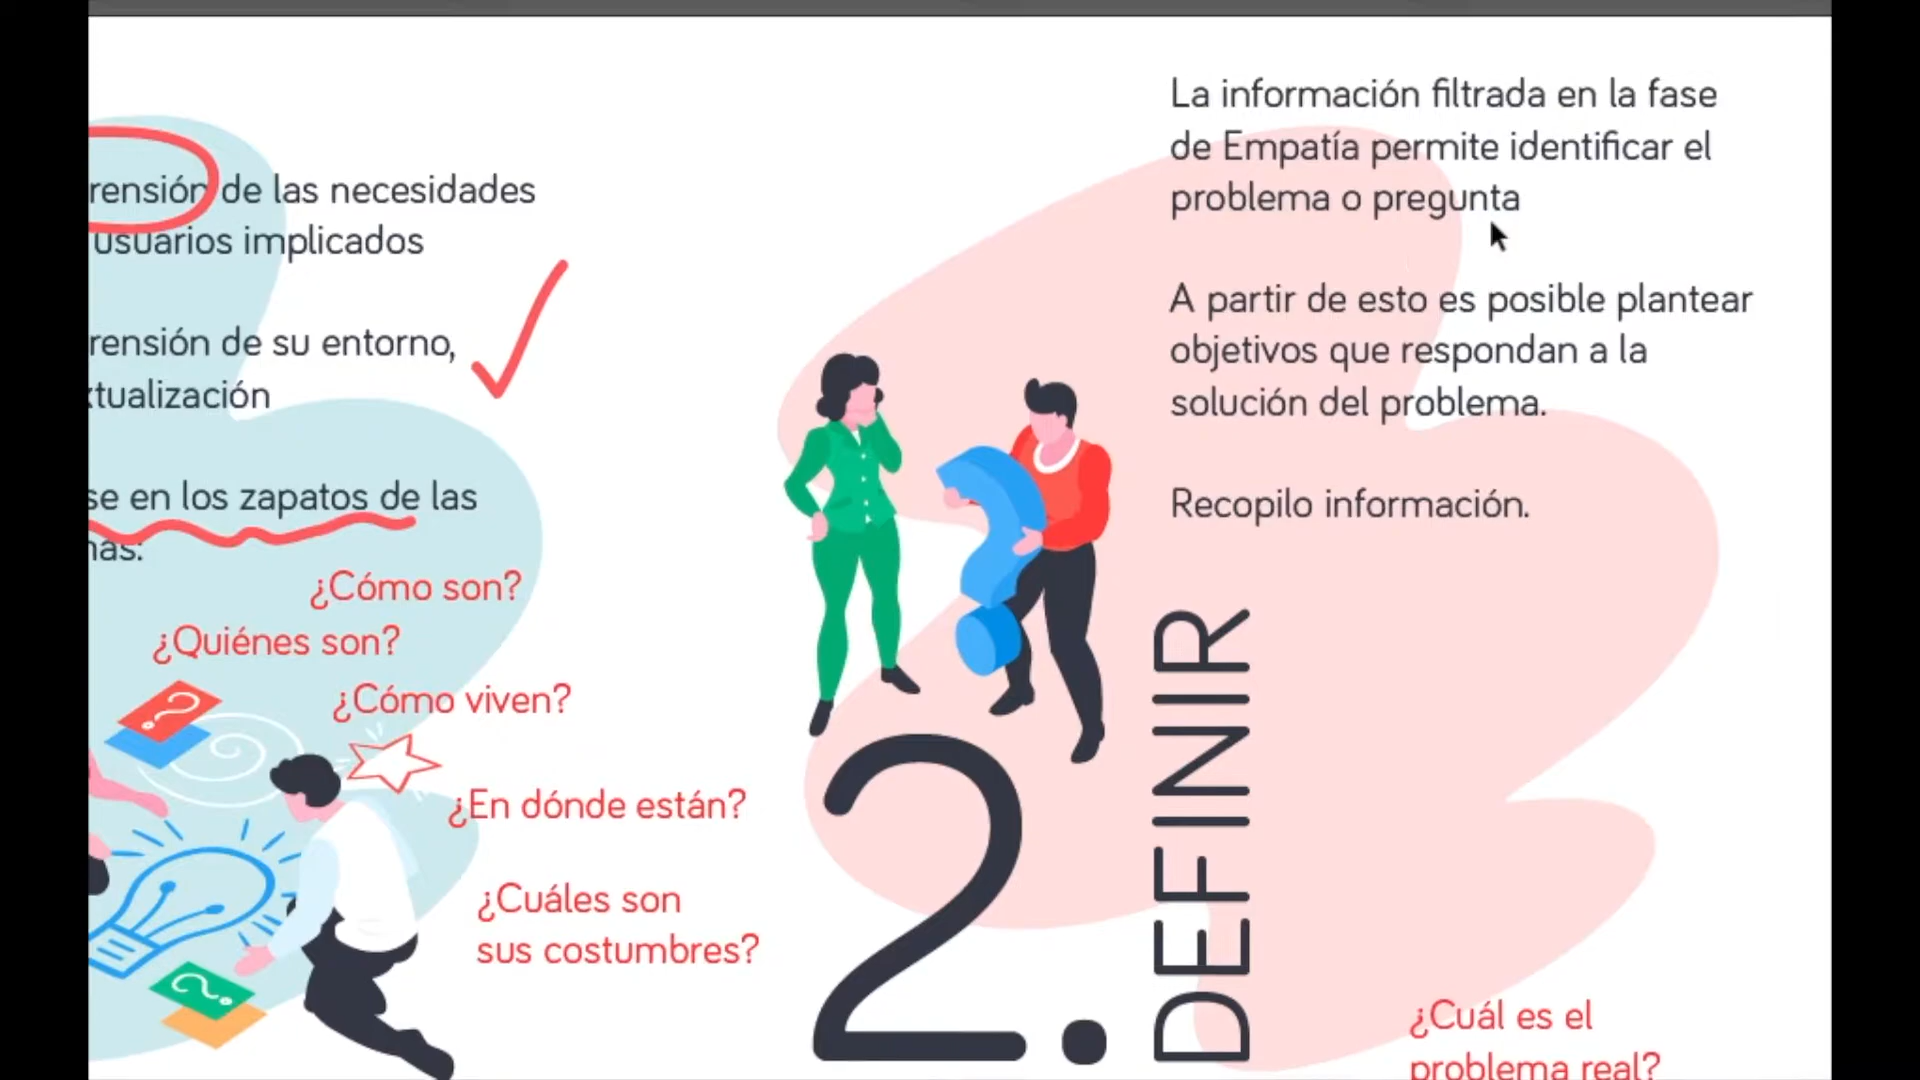 rensión de las necesidades
usuarios implicados
rensión de su entorno,
xtualización
se en los zapatos de las
nas:
¿Cómo son?
¿Quiénes son?
¿Cómo viven?
¿En dónde están?
¿Cuáles son
sus costumbres?
La información filtrada en la fase
de Empatía permite identificar el
problema o pregunta
A partir de esto es posible plantear
objetivos que respondan a la
solución del problema.
Recopilo información.
2.
DEFINIR
¿Cuál es el
problema real?